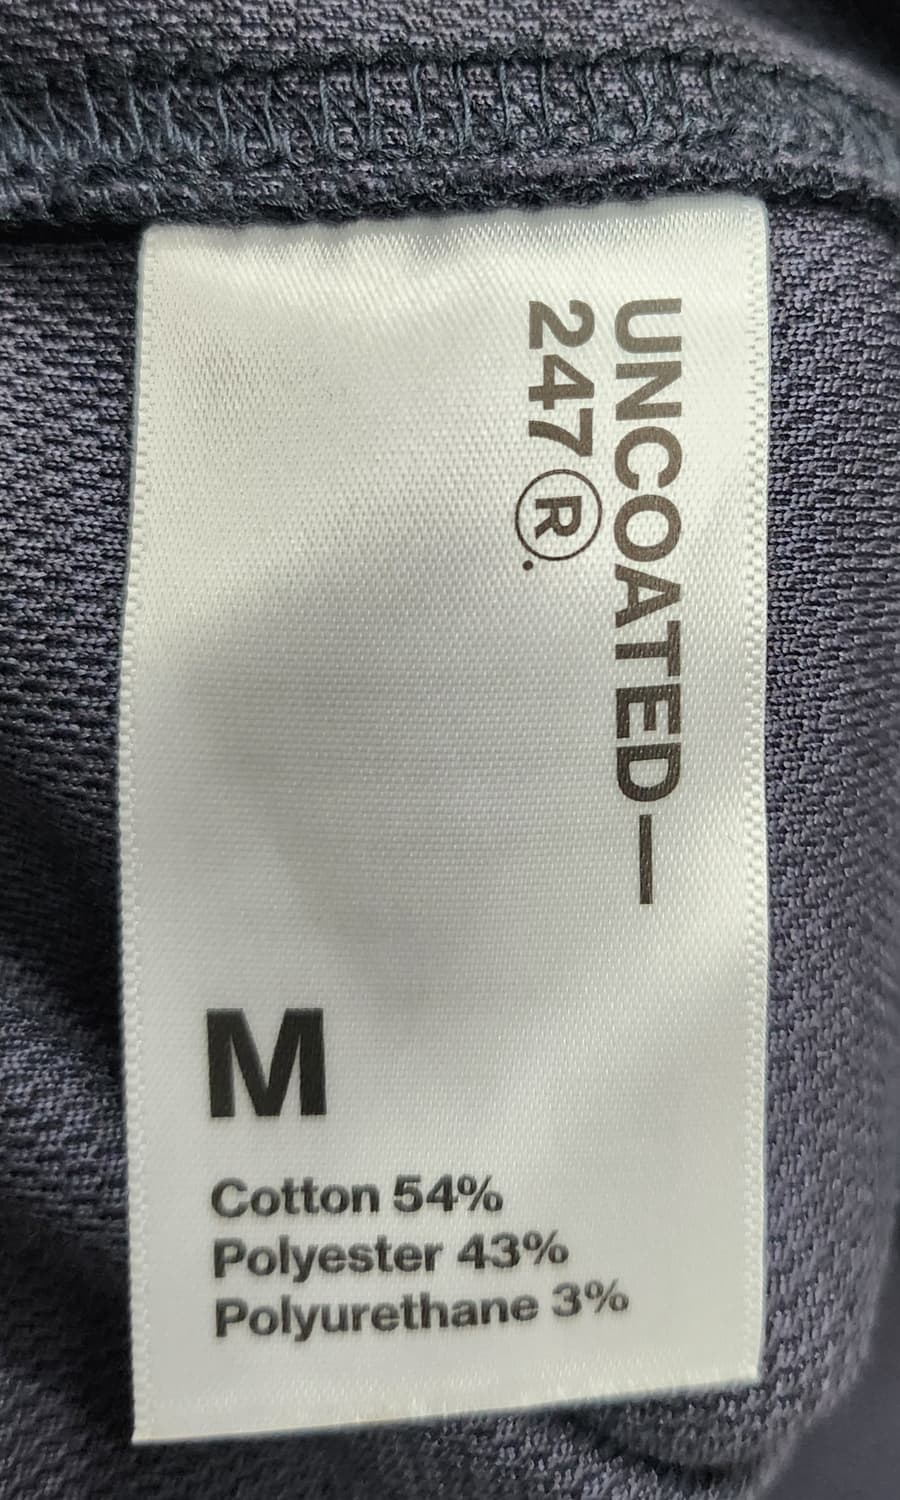 UNCOATED—
247®.
M
Cotton 54%
Polyester 43%
Polyurethane 3%